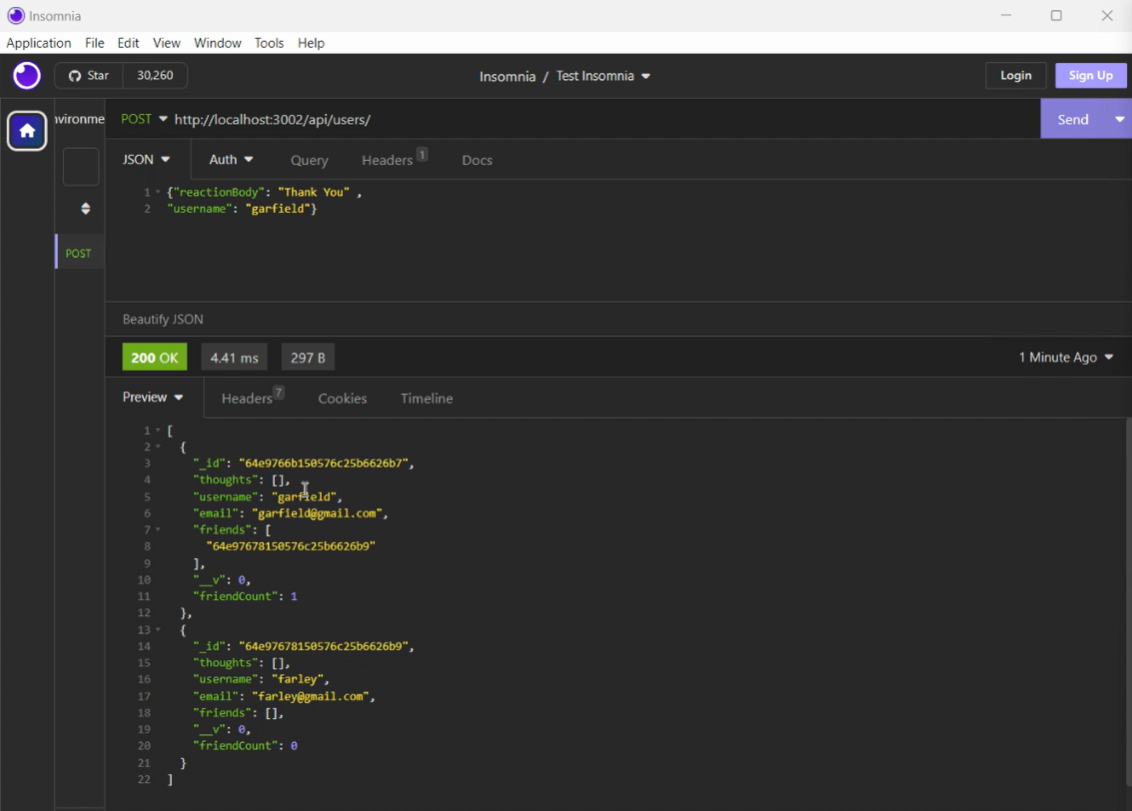 Insomnia
Application File Edit View Window Tools Help
Star 30,260 Insomnia / Test Insomnia Login Sign Up
vironme POST http://localhost:3002/api/users/ Send
JSON Auth Query Headers 1 Docs
1 {"reactionBody": "Thank You" ,
2 "username": "garfield"}
POST
Beautify JSON
200 OK 4.41 ms 297 B 1 Minute Ago
Preview Headers 7 Cookies Timeline
1 [
2 {
3 "_id": "64e9766b150576c25b6626b7",
4 "thoughts": [],
5 "username": "garfield",
6 "email": "garfield@gmail.com",
7 "friends": [
8 "64e97678150576c25b6626b9"
9 ],
10 "__v": 0,
11 "friendCount": 1
12 },
13 {
14 "_id": "64e97678150576c25b6626b9",
15 "thoughts": [],
16 "username": "farley",
17 "email": "farley@gmail.com",
18 "friends": [],
19 "__v": 0,
20 "friendCount": 0
21 }
22 ]